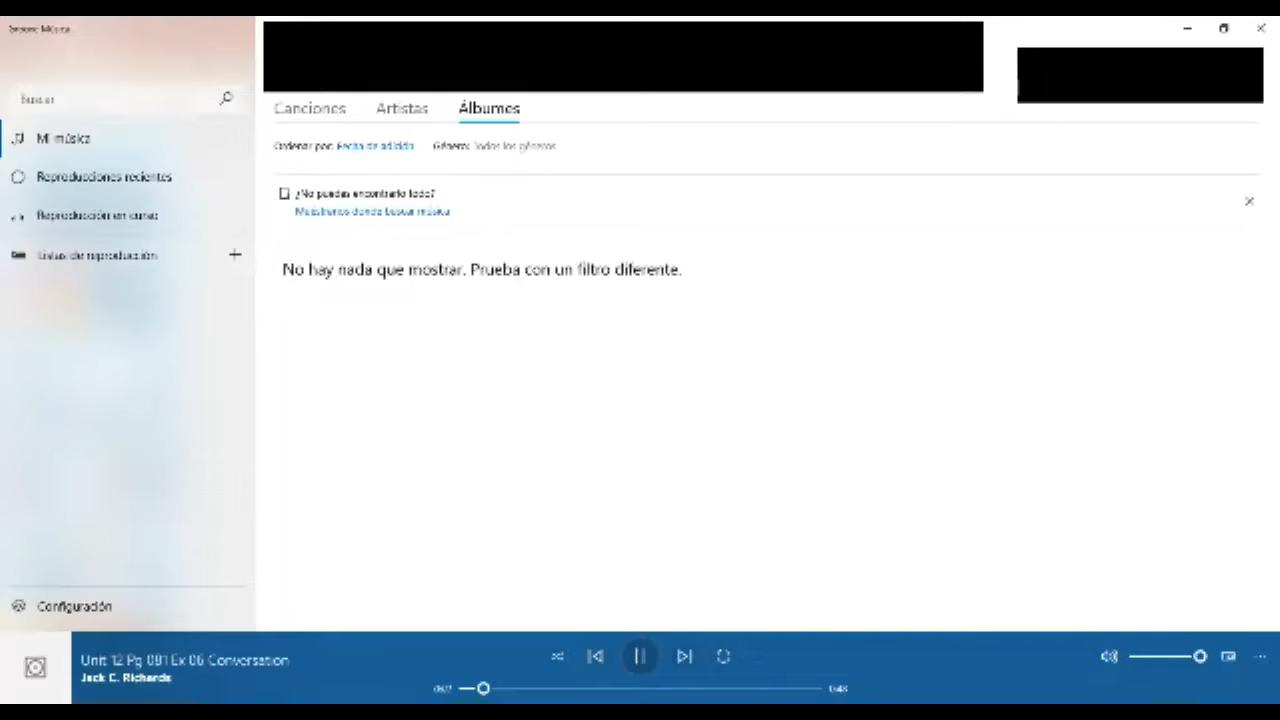 Groove Música
Buscar
Mi música
Reproducciones recientes
Reproducción en curso
Listas de reproducción
Configuración
Canciones Artistas Álbumes
Ordenar por: Fecha de adición Género: Todos los géneros
¿No puedes encontrarlo todo?
Muéstranos dónde buscar música
No hay nada que mostrar. Prueba con un filtro diferente.
Unit 12 Pg 081 Ex 06 Conversation
Jack C. Richards